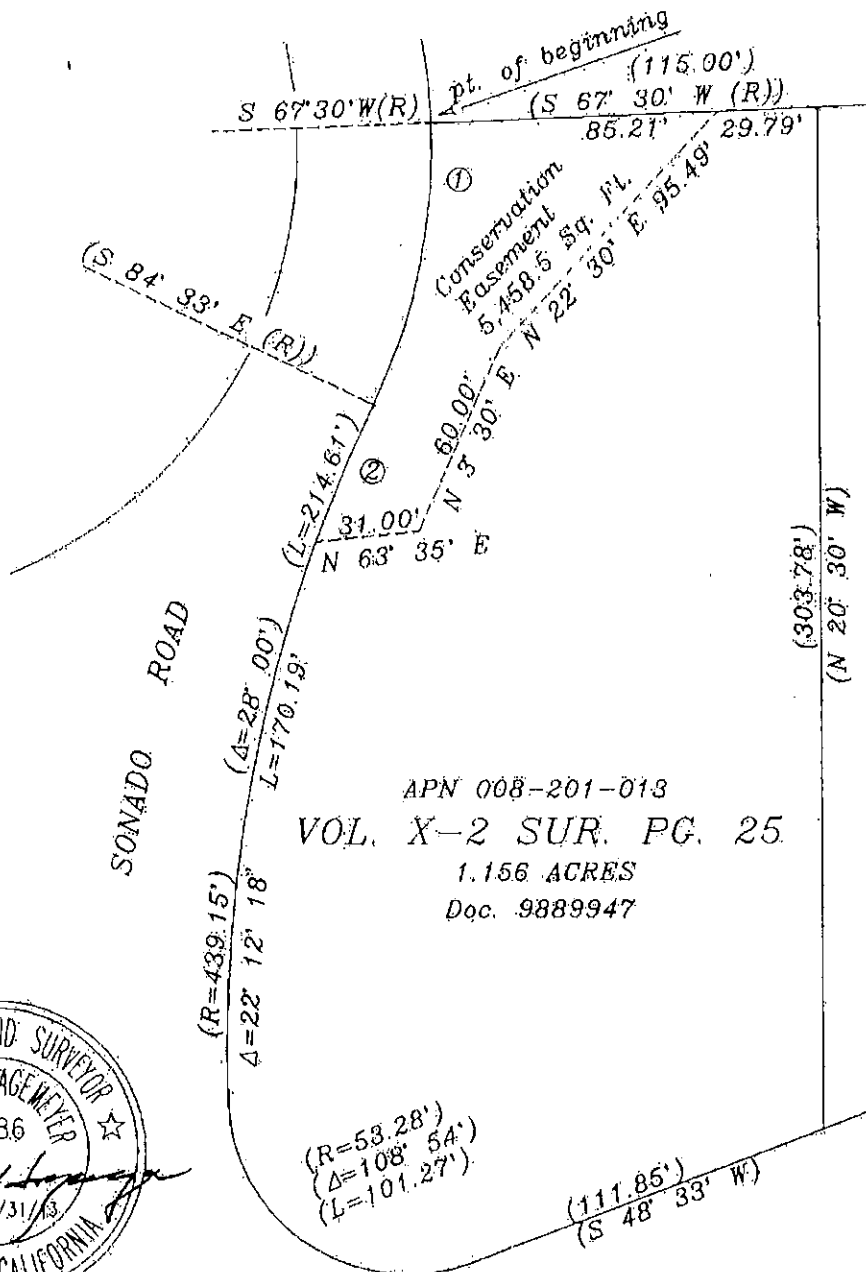 pt. of beginning
(115.00')
S 67°30' W(R)
(S 67° 30' W (R))
85.21'
29.79'
①
Conservation
Easement
5,458.5 Sq. Ft.
N 22° 30' E 95.49'
(S 84° 33' E (R))
60.00'
N 3° 30' E
②
(L=214.61')
31.00'
N 63° 35' E
(303.78')
(N 20° 30' W)
SONADO ROAD
(Δ=28° 00')
L=170.19'
APN 008-201-013
VOL. X-2 SUR. PG. 25
1.156 ACRES
Doc. 9889947
(R=439.15')
Δ=22° 12' 18"
SURVEYOR
CALIFORNIA
(R=53.28')
(Δ=108° 54')
(L=101.27')
(111.85')
(S 48° 33' W)